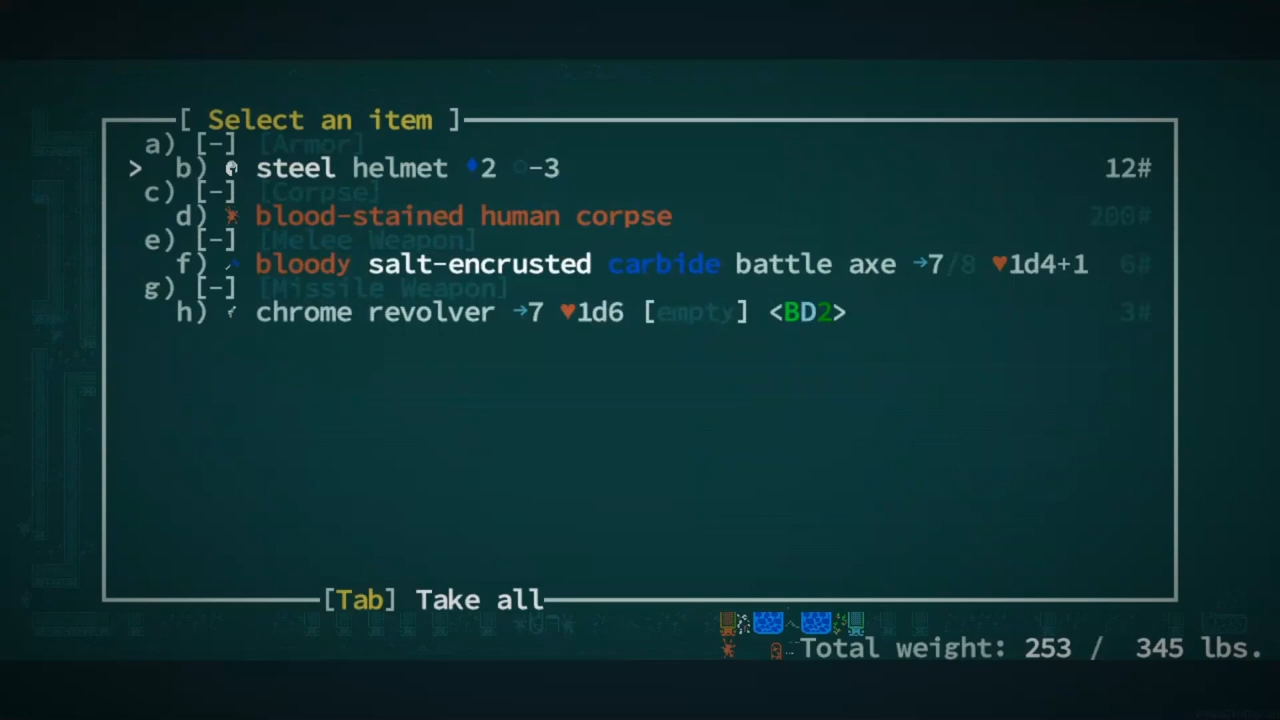 [ Select an item ]
a) [-] [Armor]
> b) steel helmet ♦2 ○-3 12#
c) [-] [Corpse]
d) blood-stained human corpse 200#
e) [-] [Melee Weapon]
f) bloody salt-encrusted carbide battle axe →7/8 ♥1d4+1 6#
g) [-] [Missile Weapon]
h) chrome revolver →7 ♥1d6 [empty] <BD2> 3#
[Tab] Take all
Total weight: 253 / 345 lbs.